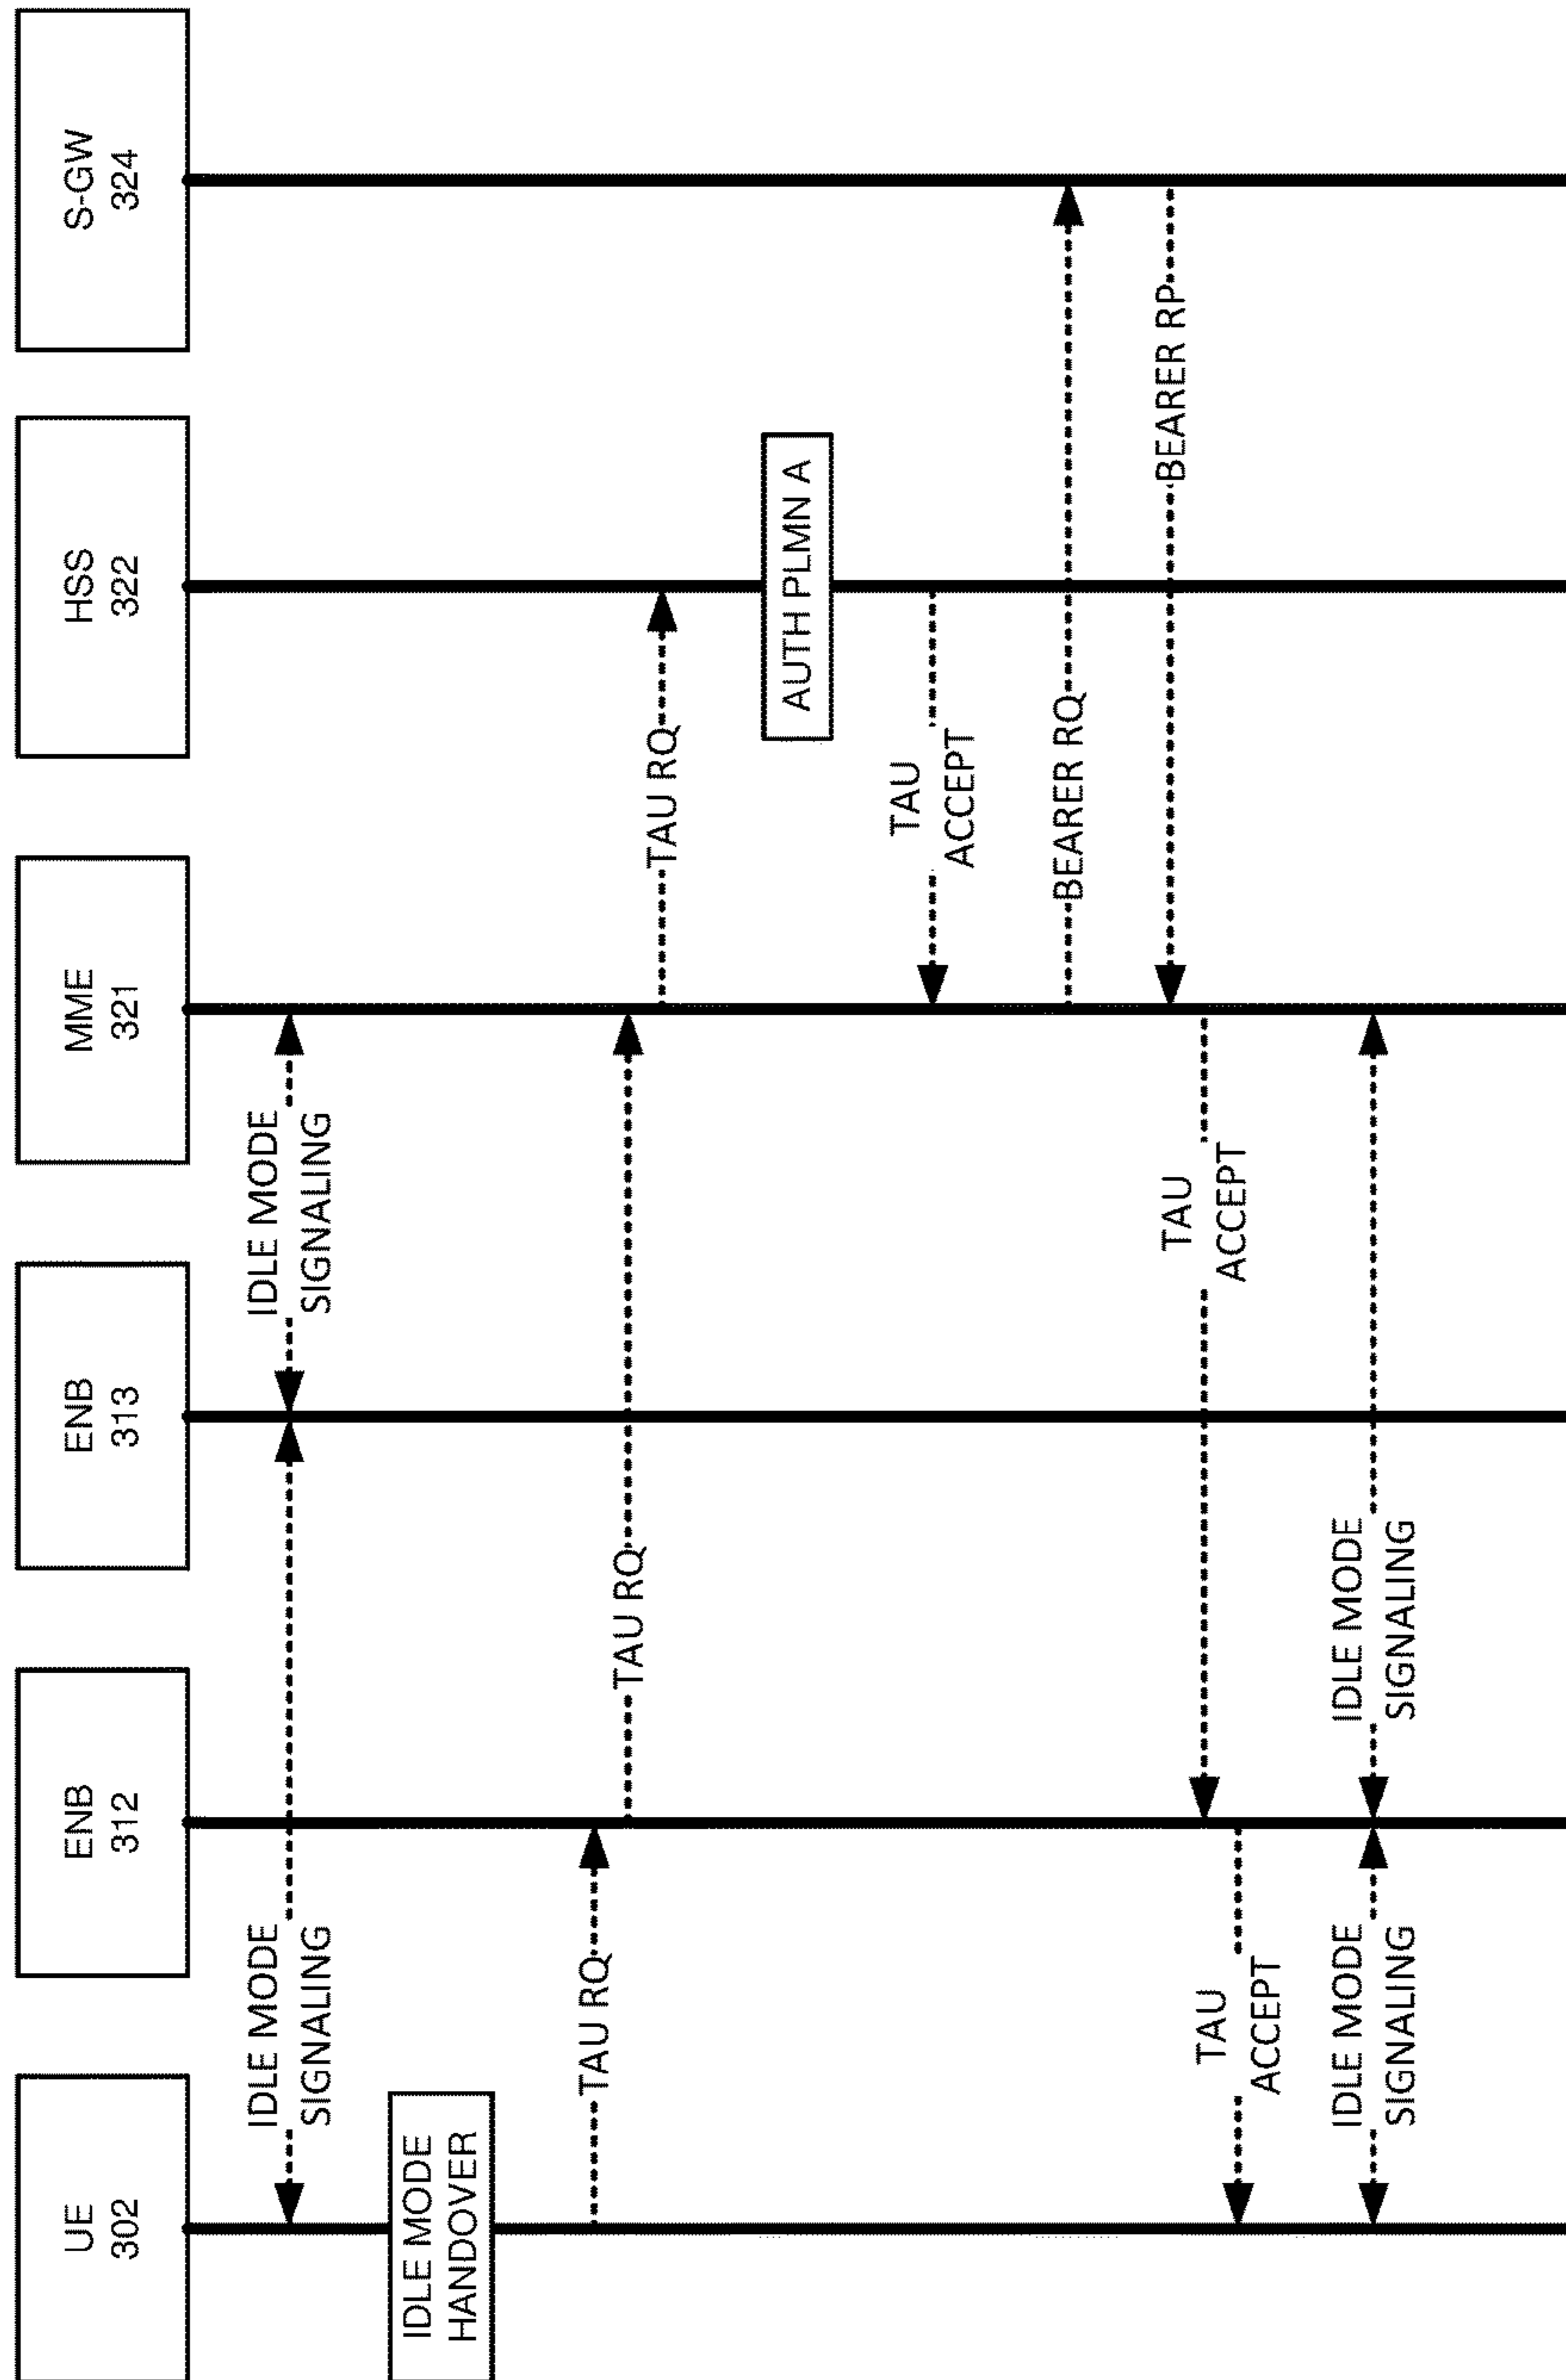 UE
302
ENB
312
ENB
313
MME
321
HSS
322
S-GW
324
IDLE MODE
SIGNALING
IDLE MODE
SIGNALING
IDLE MODE
HANDOVER
TAU RQ
TAU RQ
TAU RQ
AUTH PLMN A
TAU
ACCEPT
BEARER RQ
BEARER RP
TAU
ACCEPT
TAU
ACCEPT
IDLE MODE
SIGNALING
IDLE MODE
SIGNALING